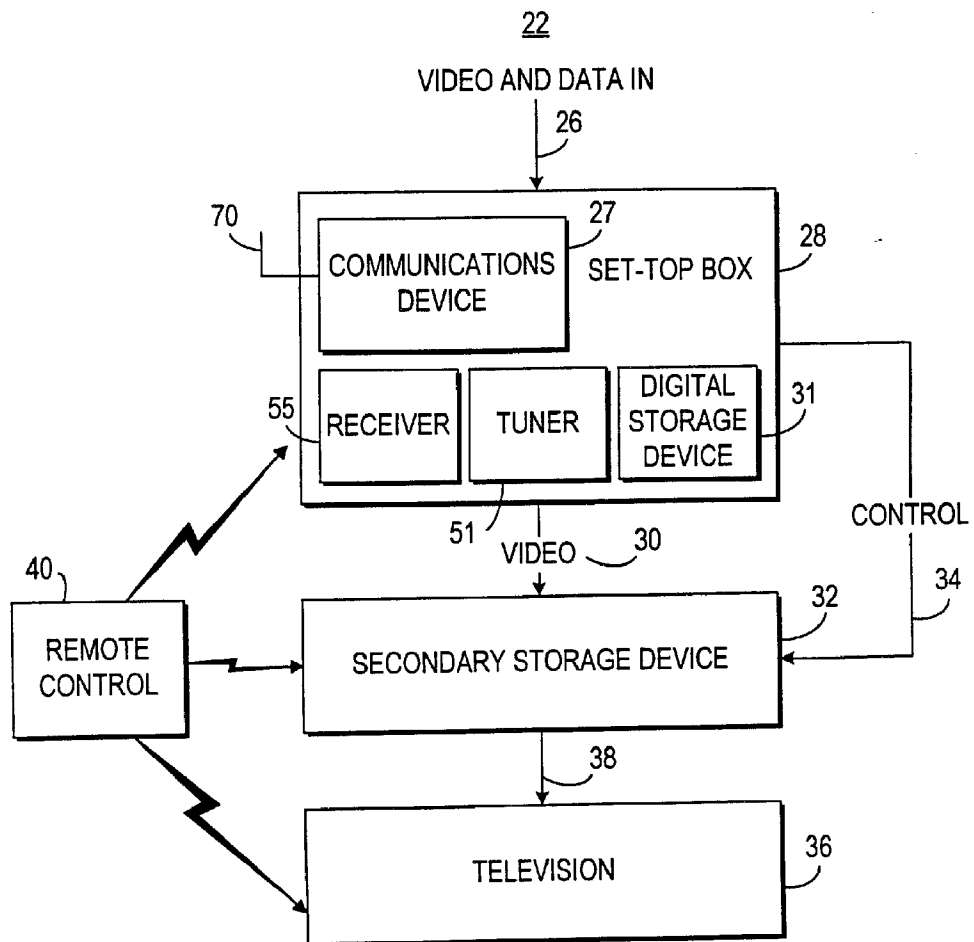 22
VIDEO AND DATA IN
26
70
27
28
COMMUNICATIONS
DEVICE
SET-TOP BOX
55
RECEIVER
TUNER
DIGITAL
STORAGE
DEVICE
31
51
VIDEO
30
CONTROL
34
40
REMOTE
CONTROL
32
SECONDARY STORAGE DEVICE
38
TELEVISION
36